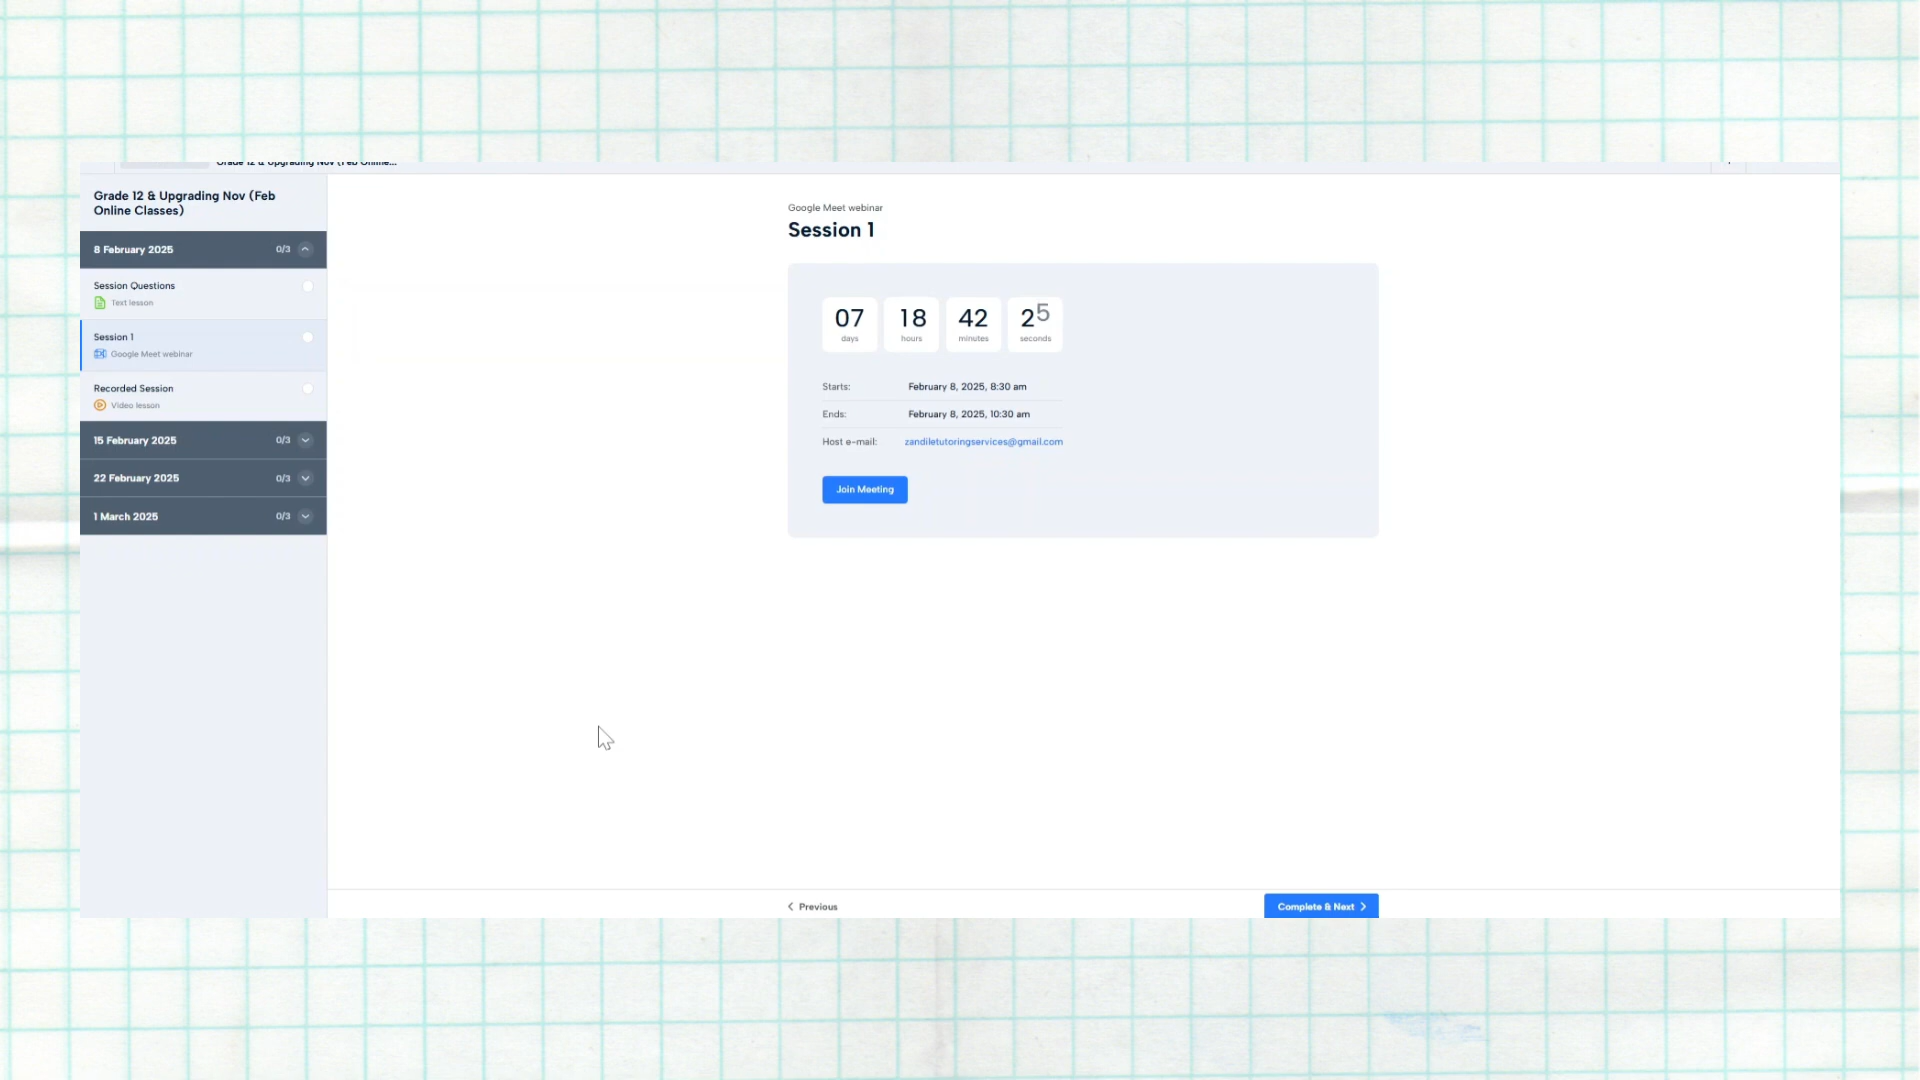 Grade 12 & Upgrading Nov (Feb Online...
Grade 12 & Upgrading Nov (Feb
Online Classes)
8 February 2025 0/3
Session Questions
Text lesson
Session 1
Google Meet webinar
Recorded Session
Video lesson
15 February 2025 0/3
22 February 2025 0/3
1 March 2025 0/3
Google Meet webinar
Session 1
07 18 42 25
days hours minutes seconds
Starts: February 8, 2025, 8:30 am
Ends: February 8, 2025, 10:30 am
Host e-mail: zandiletutoringservices@gmail.com
Join Meeting
Previous
Complete & Next